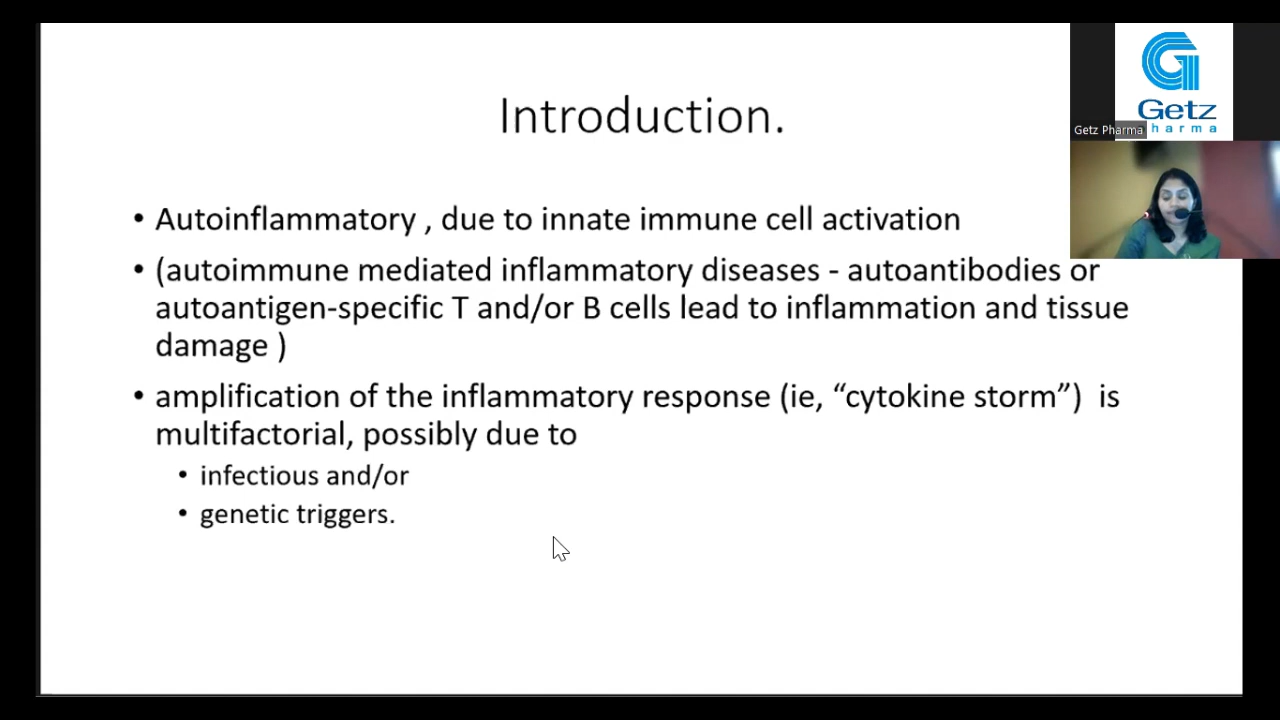 Introduction.
• Autoinflammatory , due to innate immune cell activation
• (autoimmune mediated inflammatory diseases - autoantibodies or
autoantigen-specific T and/or B cells lead to inflammation and tissue
damage )
• amplification of the inflammatory response (ie, “cytokine storm”)  is
multifactorial, possibly due to
• infectious and/or
• genetic triggers.
Getz
harma
Getz Pharma